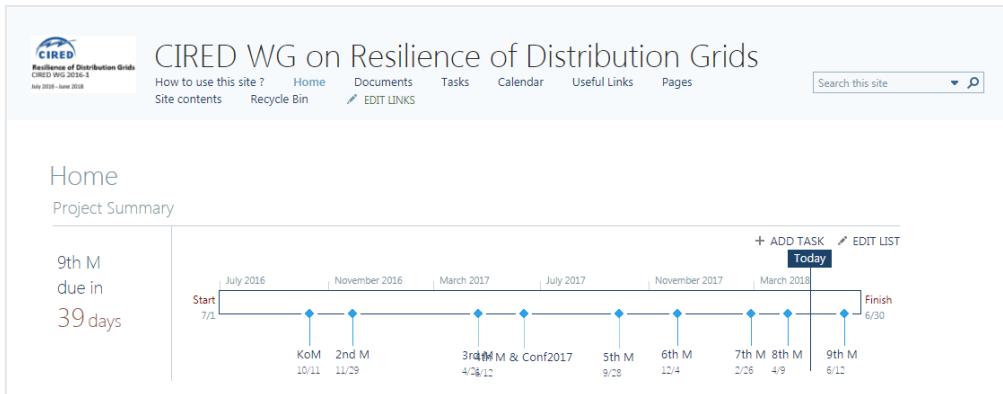 CIRED
Resilience of Distribution Grids
CIRED WG 2016-1
July 2016 - June 2018
CIRED WG on Resilience of Distribution Grids
How to use this site ? Home Documents Tasks Calendar Useful Links Pages
Site contents Recycle Bin EDIT LINKS
Search this site
Home
Project Summary
+ ADD TASK EDIT LIST
9th M
due in
39 days
Today
July 2016 November 2016 March 2017 July 2017 November 2017 March 2018
Start
7/1
Finish
6/30
KoM 2nd M 3rd M 4th M & Conf2017 5th M 6th M 7th M 8th M 9th M
10/11 11/29 4/21 6/12 9/28 12/4 2/26 4/9 6/12